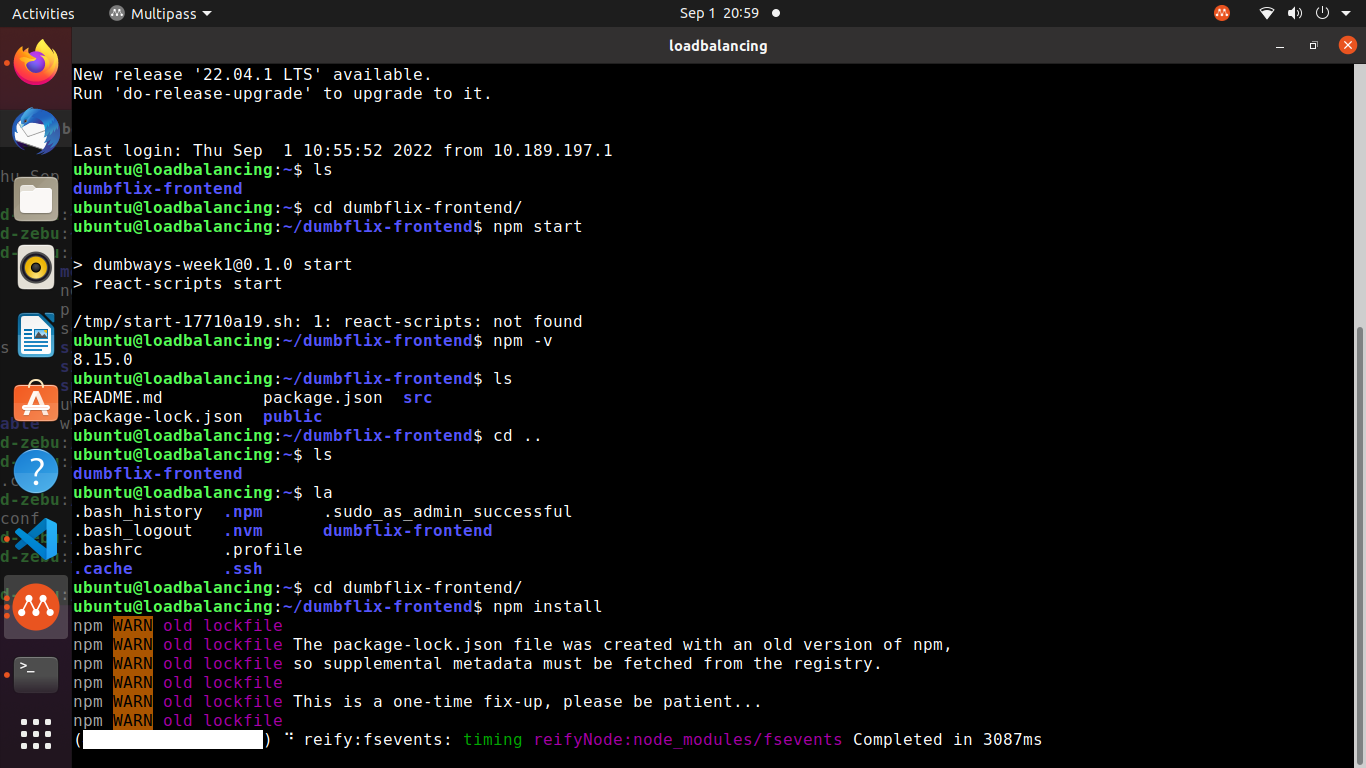 Activities Multipass Sep 1 20:59
loadbalancing
New release '22.04.1 LTS' available.
Run 'do-release-upgrade' to upgrade to it.
Last login: Thu Sep  1 10:55:52 2022 from 10.189.197.1
ubuntu@loadbalancing:~$ ls
dumbflix-frontend
ubuntu@loadbalancing:~$ cd dumbflix-frontend/
ubuntu@loadbalancing:~/dumbflix-frontend$ npm start
> dumbways-week1@0.1.0 start
> react-scripts start
/tmp/start-17710a19.sh: 1: react-scripts: not found
ubuntu@loadbalancing:~/dumbflix-frontend$ npm -v
8.15.0
ubuntu@loadbalancing:~/dumbflix-frontend$ ls
README.md          package.json  src
package-lock.json  public
ubuntu@loadbalancing:~/dumbflix-frontend$ cd ..
ubuntu@loadbalancing:~$ ls
dumbflix-frontend
ubuntu@loadbalancing:~$ la
.bash_history  .npm      .sudo_as_admin_successful
.bash_logout   .nvm      dumbflix-frontend
.bashrc        .profile
.cache         .ssh
ubuntu@loadbalancing:~$ cd dumbflix-frontend/
ubuntu@loadbalancing:~/dumbflix-frontend$ npm install
npm WARN old lockfile
npm WARN old lockfile The package-lock.json file was created with an old version of npm,
npm WARN old lockfile so supplemental metadata must be fetched from the registry.
npm WARN old lockfile
npm WARN old lockfile This is a one-time fix-up, please be patient...
npm WARN old lockfile
(                  ) ⠙ reify:fsevents: timing reifyNode:node_modules/fsevents Completed in 3087ms